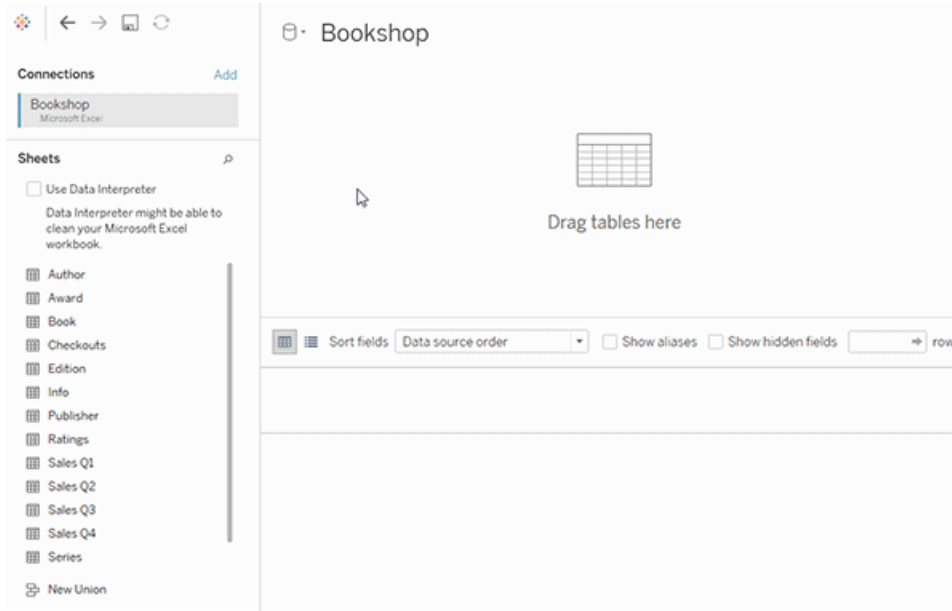 Bookshop
Connections Add
Bookshop
Microsoft Excel
Sheets
Use Data Interpreter
Data Interpreter might be able to
clean your Microsoft Excel
workbook.
Author
Award
Book
Checkouts
Edition
Info
Publisher
Ratings
Sales Q1
Sales Q2
Sales Q3
Sales Q4
Series
New Union
Drag tables here
Sort fields Data source order Show aliases Show hidden fields row